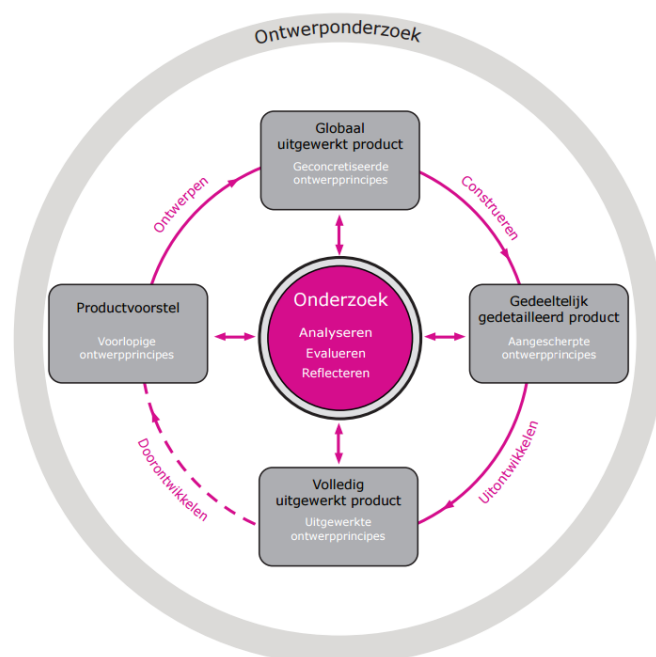 Ontwerponderzoek
Globaal
uitgewerkt product
Geconcretiseerde
ontwerpprincipes
Ontwerpen
Construeren
Productvoorstel
Voorlopige
ontwerpprincipes
Onderzoek
Analyseren
Evalueren
Reflecteren
Gedeeltelijk
gedetailleerd product
Aangescherpte
ontwerpprincipes
Doorontwikkelen
Uitontwikkelen
Volledig
uitgewerkt product
Uitgewerkte
ontwerpprincipes